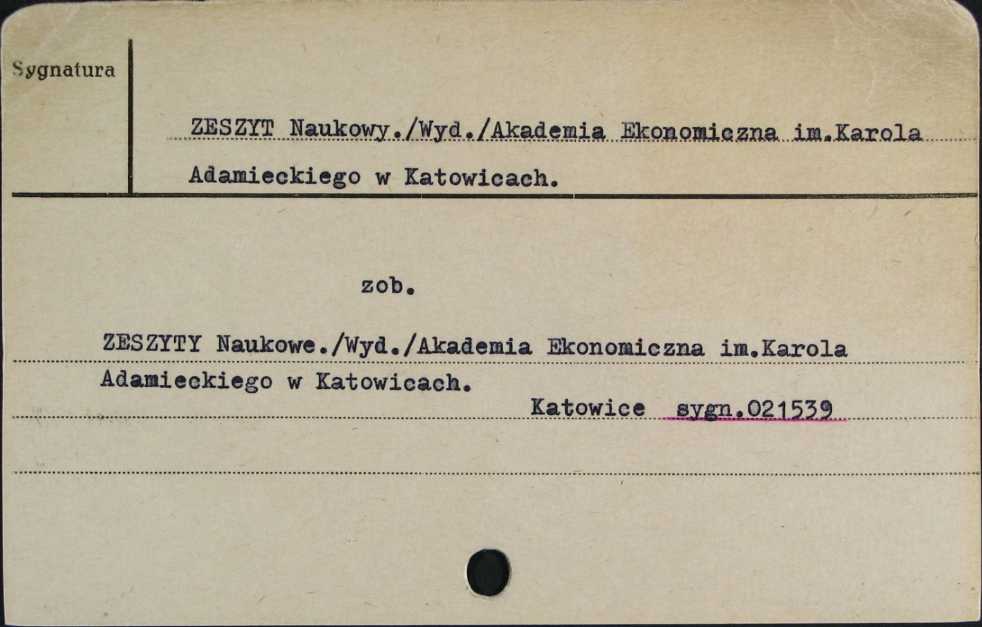 Sygnatura
ZESZYT Naukowy./Wyd./Akademia Ekonomiczna im.Karola
Adamieckiego w Katowicach.
zob.
ZESZYTY Naukowe./Wyd./Akademia Ekonomiczna im.Karola
Adamieckiego w Katowicach.
Katowice sygn.021539